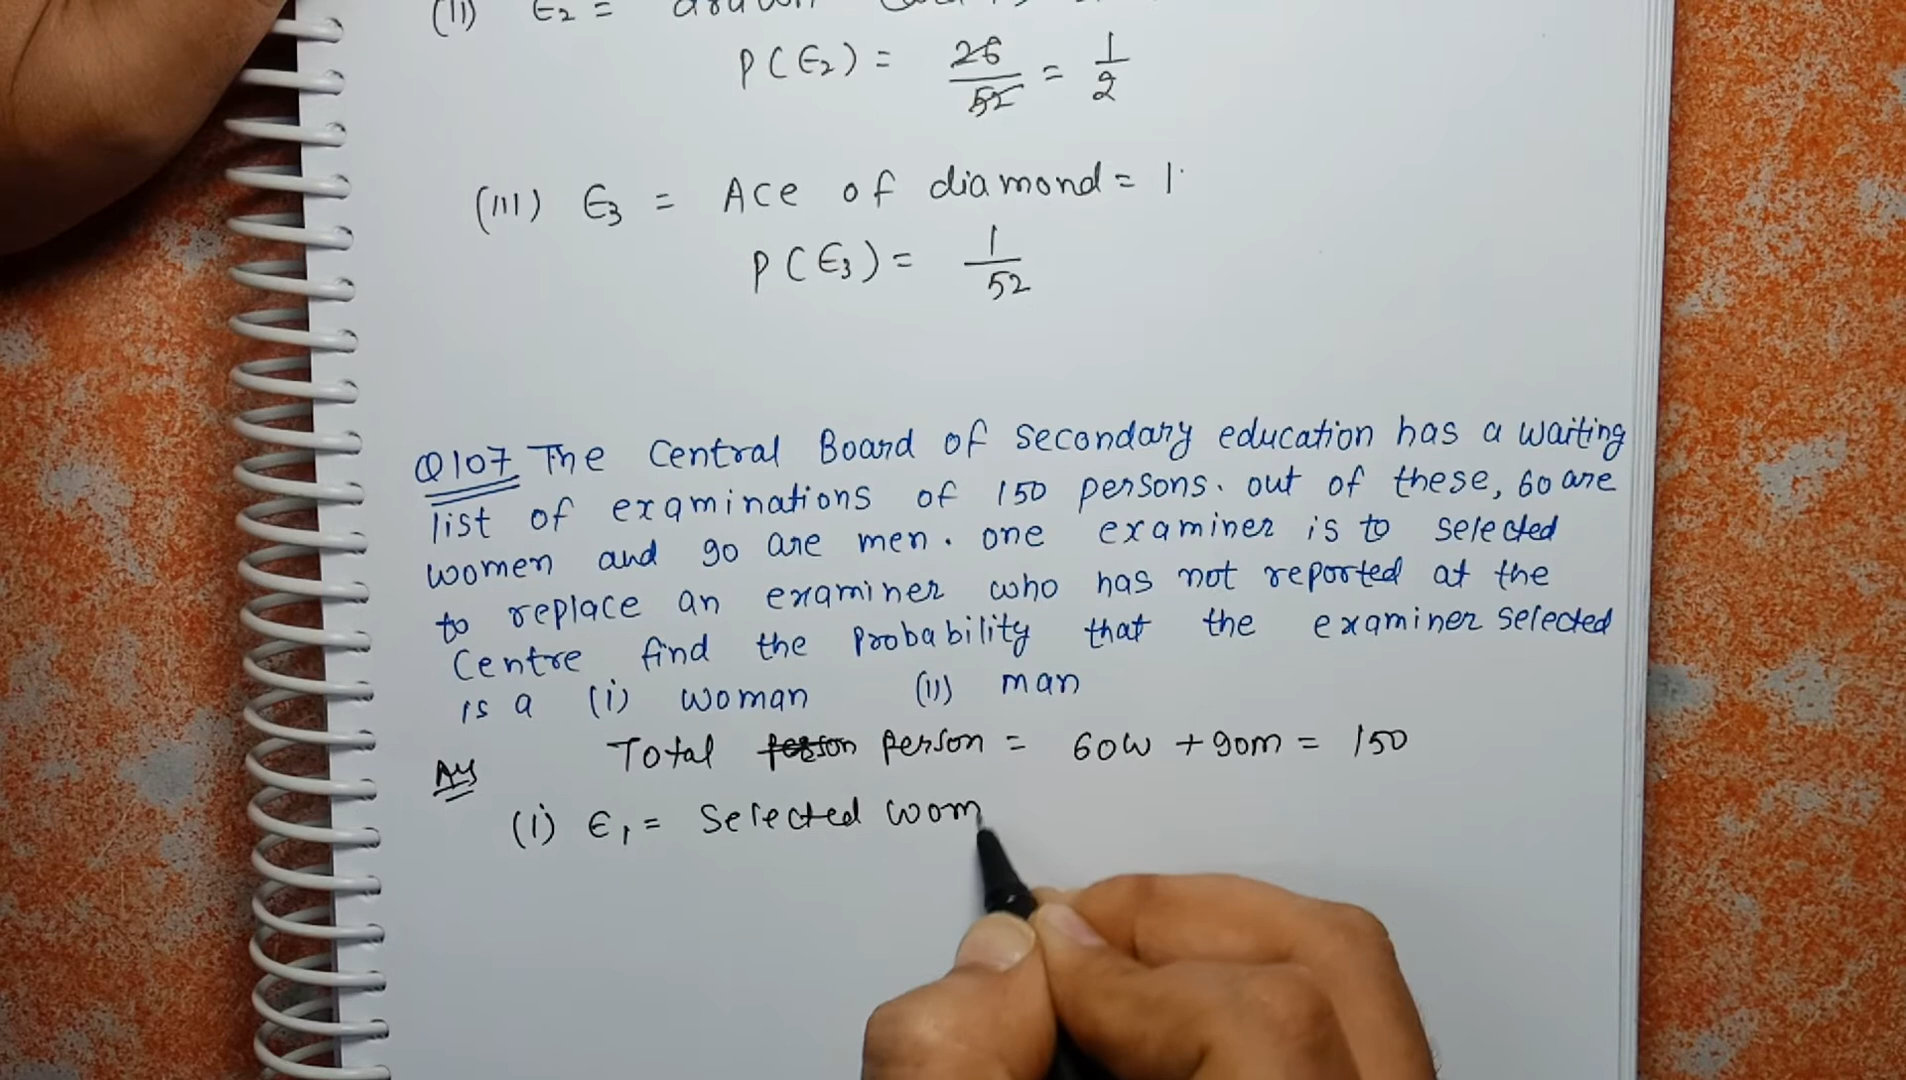 (II) E2 = drawn
P(E2) = 26/52 = 1/2
(III) E3 = Ace of diamond = 1.
P(E3) = 1/52
Q107 The Central Board of secondary education has a waiting
list of examinations of 150 persons. out of these, 60 are
women and 90 are men. one examiner is to selected
to replace an examiner who has not reported at the
Centre find the Probability that the examiner selected
is a (i) woman (II) man
Ans Total person person = 60W + 90m = 150
(i) E1 = Selected wom